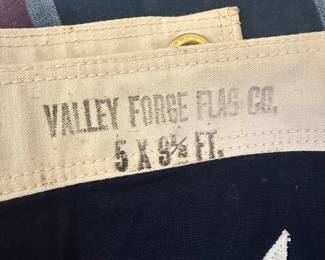 VALLEY FORGE FLAG CO.
5 X 9½ FT.